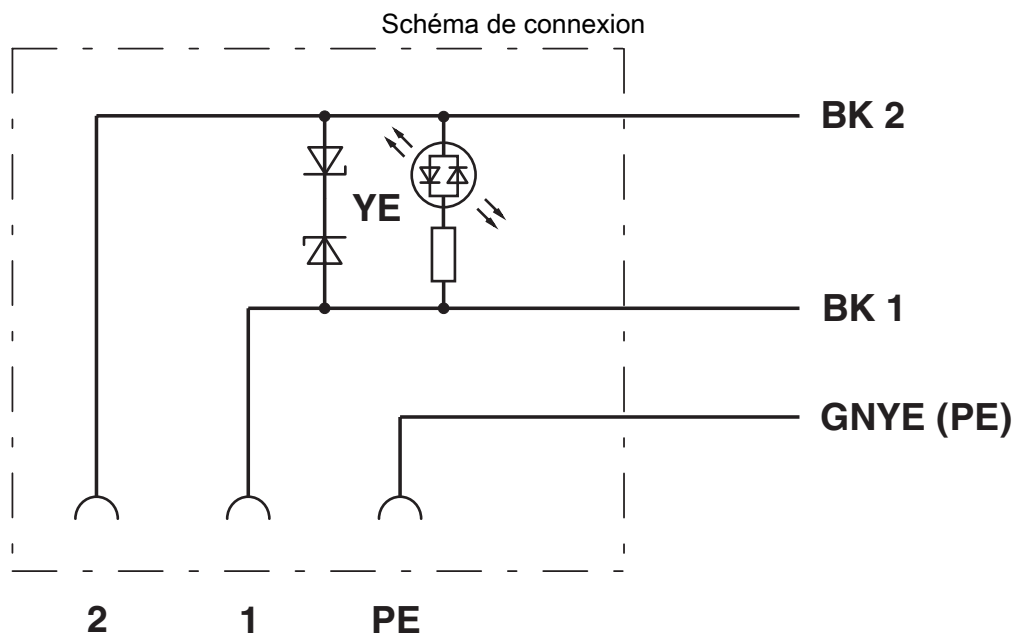 Schéma de connexion
BK 2
YE
BK 1
GNYE (PE)
2 1 PE